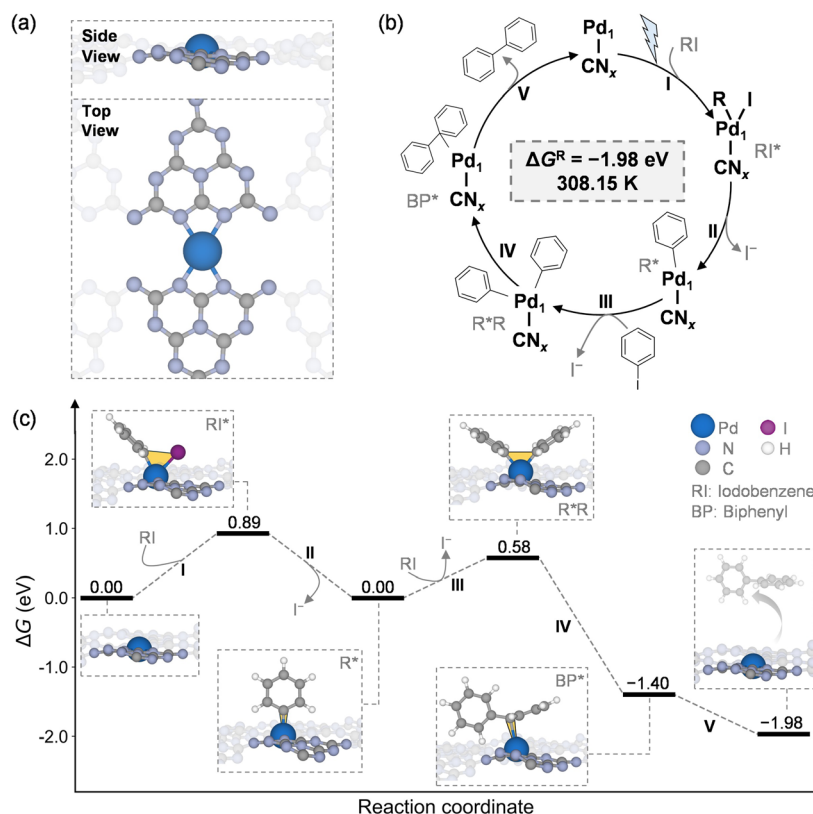 (a)
Side
View
Top
View
(b)
Pd₁
CNₓ
RI
I
R
I
Pd₁
CNₓ
RI*
II
I⁻
R*
Pd₁
CNₓ
III
I
I⁻
Pd₁
CNₓ
R*R
IV
Pd₁
CNₓ
BP*
V
ΔGᴿ = −1.98 eV
308.15 K
(c)
ΔG (eV)
2.0
1.0
0.0
-1.0
-2.0
RI*
R*R
Pd
I
N
H
C
RI: Iodobenzene
BP: Biphenyl
0.00
RI
I
0.89
II
I⁻
0.00
RI
I⁻
III
0.58
IV
−1.40
V
−1.98
R*
BP*
Reaction coordinate